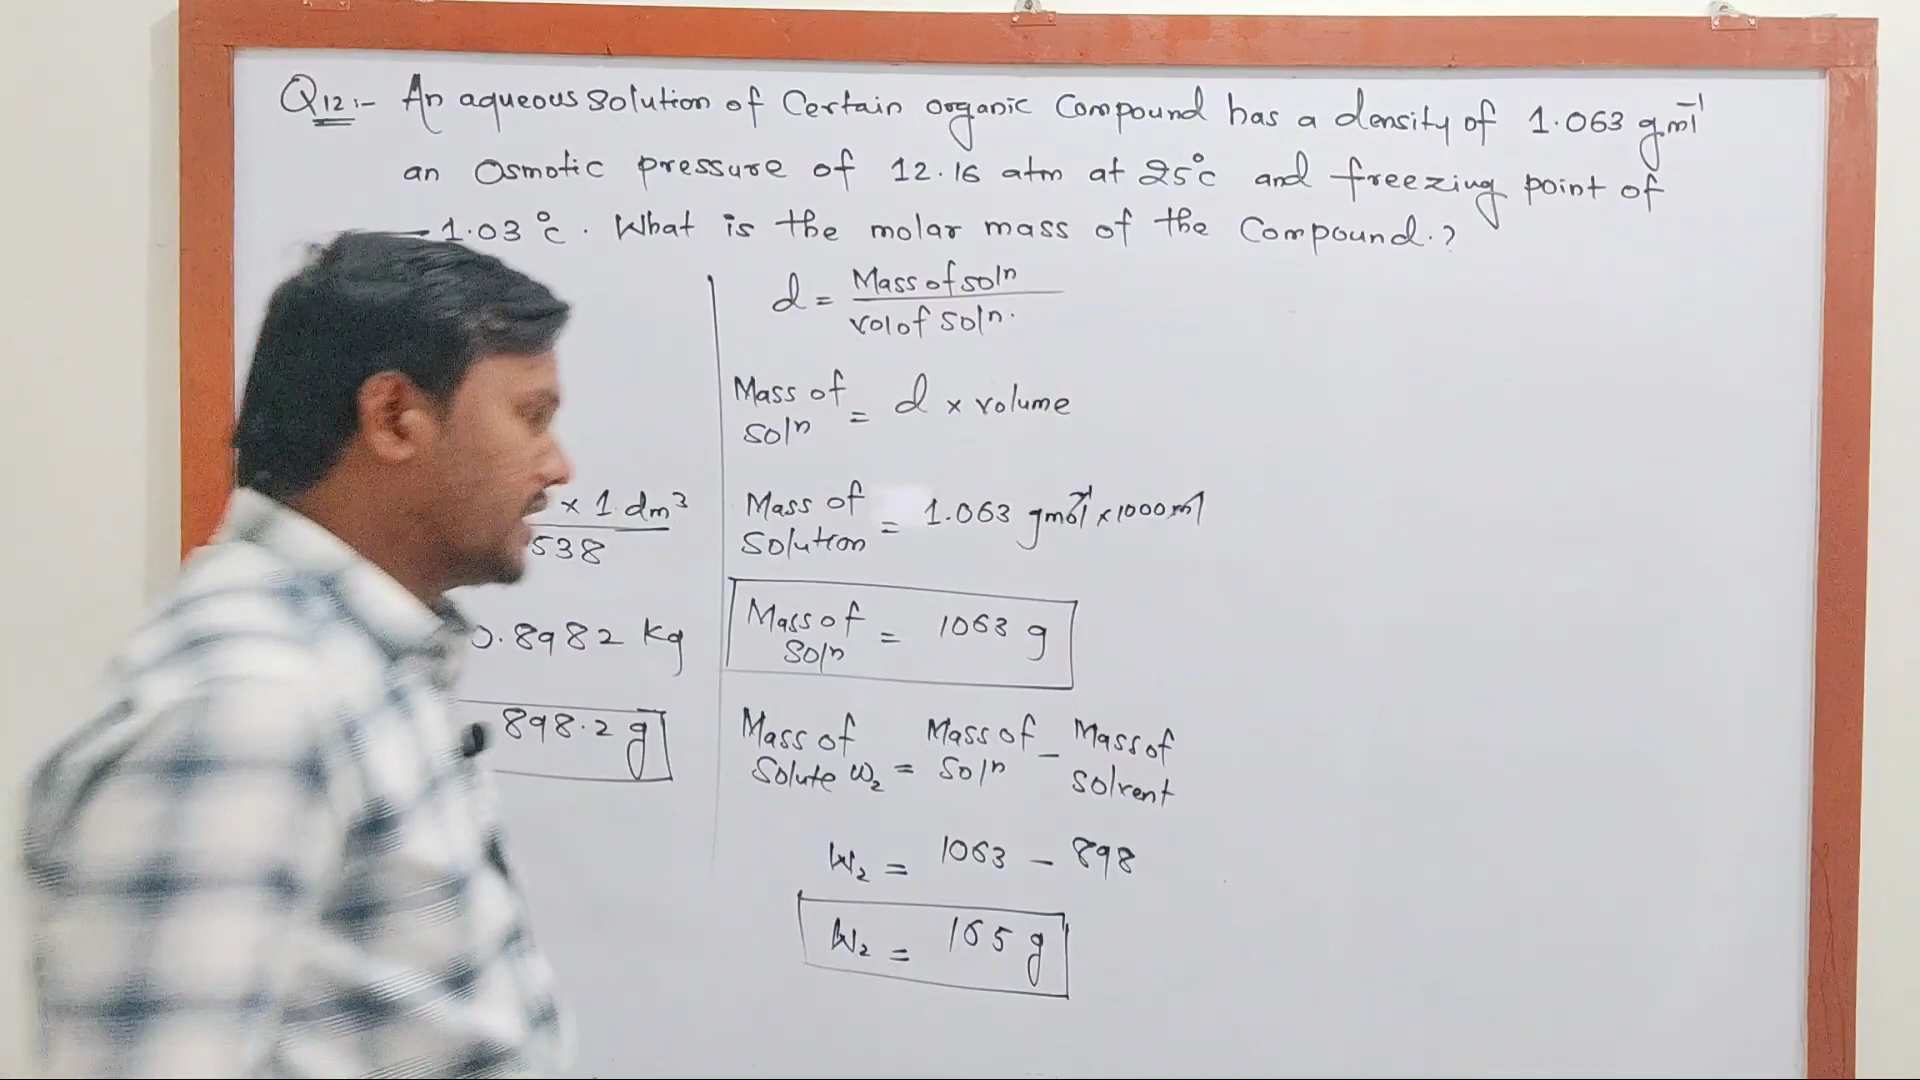 Q12:- An aqueous solution of Certain organic Compound has a density of 1.063 g.ml⁻¹
an Osmotic pressure of 12.16 atm at 25°c and freezing point of
-1.03°c. What is the molar mass of the Compound.?
x 1 dm³
538
0.8982 Kg
898.2 g
d = Mass of soln
vol of soln.
Mass of soln = d x volume
Mass of Solution = 1.063 gmol⁻¹ x 1000 ml
Mass of Soln = 1063 g
Mass of Solute W₂ = Mass of Soln - Mass of solvent
W₂ = 1063 - 898
W₂ = 165 g